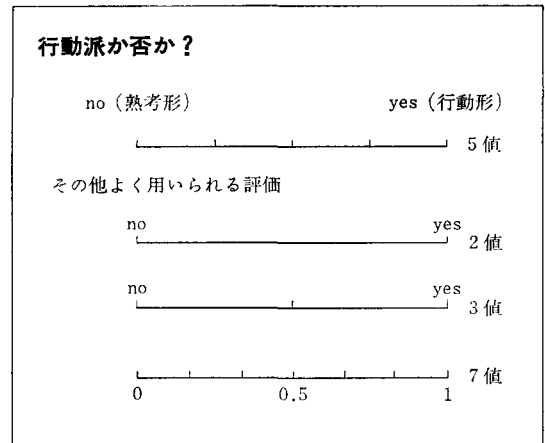 行動派か否か？
no（熟考形） yes（行動形）
5値
その他よく用いられる評価
no yes
2値
no yes
3値
7値
0 0.5 1